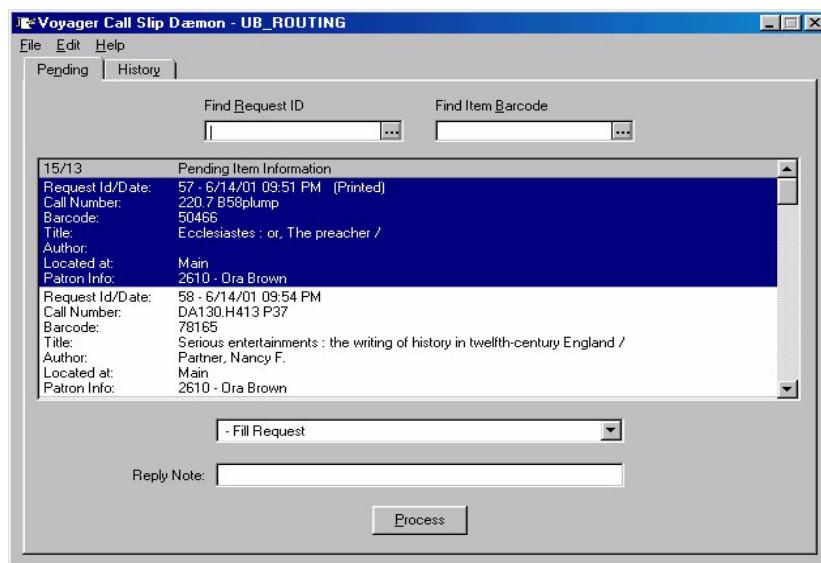 Voyager Call Slip Dæmon - UB_ROUTING
File Edit Help
Pending History
Find Request ID Find Item Barcode
... ...
15/13 Pending Item Information
Request Id/Date: 57 - 6/14/01 09:51 PM (Printed)
Call Number: 220.7 B58plump
Barcode: 50466
Title: Ecclesiastes : or, The preacher /
Author:
Located at: Main
Patron Info: 2610 - Ora Brown
Request Id/Date: 58 - 6/14/01 09:54 PM
Call Number: DA130.H413 P37
Barcode: 78165
Title: Serious entertainments : the writing of history in twelfth-century England /
Author: Partner, Nancy F.
Located at: Main
Patron Info: 2610 - Ora Brown
- Fill Request
Reply Note:
Process